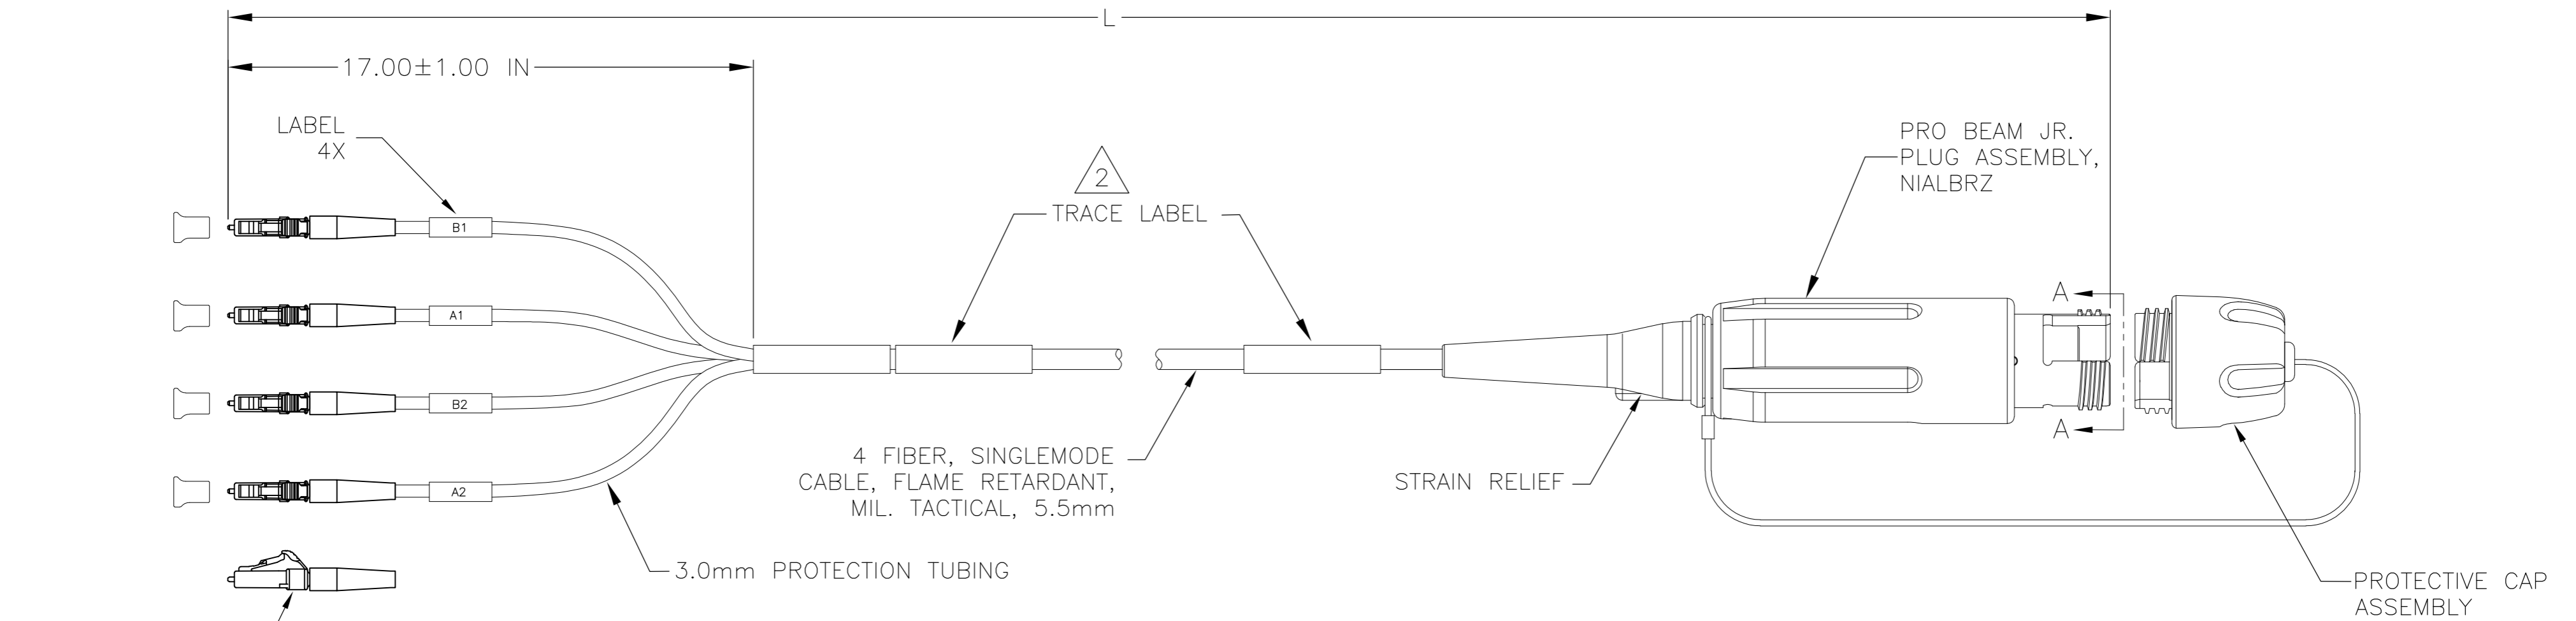 L
17.00±1.00 IN
LABEL
4X
PRO BEAM JR.
PLUG ASSEMBLY,
NIALBRZ
2
TRACE LABEL
B1
A1
B2
A2
A
A
4 FIBER, SINGLEMODE
CABLE, FLAME RETARDANT,
MIL. TACTICAL, 5.5mm
STRAIN RELIEF
3.0mm PROTECTION TUBING
PROTECTIVE CAP
ASSEMBLY